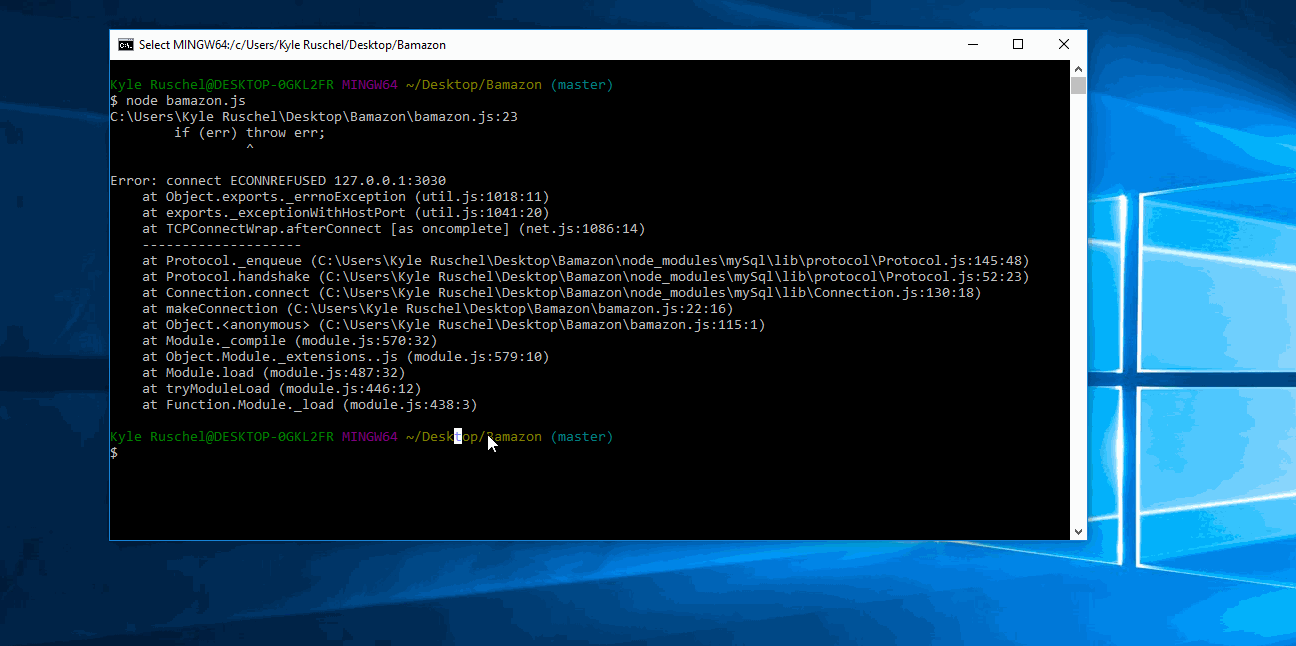 Select MINGW64:/c/Users/Kyle Ruschel/Desktop/Bamazon
Kyle Ruschel@DESKTOP-0GKL2FR MINGW64 ~/Desktop/Bamazon (master)
$ node bamazon.js
C:\Users\Kyle Ruschel\Desktop\Bamazon\bamazon.js:23
        if (err) throw err;
                 ^
Error: connect ECONNREFUSED 127.0.0.1:3030
    at Object.exports._errnoException (util.js:1018:11)
    at exports._exceptionWithHostPort (util.js:1041:20)
    at TCPConnectWrap.afterConnect [as oncomplete] (net.js:1086:14)
    --------------------
    at Protocol._enqueue (C:\Users\Kyle Ruschel\Desktop\Bamazon\node_modules\mySql\lib\protocol\Protocol.js:145:48)
    at Protocol.handshake (C:\Users\Kyle Ruschel\Desktop\Bamazon\node_modules\mySql\lib\protocol\Protocol.js:52:23)
    at Connection.connect (C:\Users\Kyle Ruschel\Desktop\Bamazon\node_modules\mySql\lib\Connection.js:130:18)
    at makeConnection (C:\Users\Kyle Ruschel\Desktop\Bamazon\bamazon.js:22:16)
    at Object.<anonymous> (C:\Users\Kyle Ruschel\Desktop\Bamazon\bamazon.js:115:1)
    at Module._compile (module.js:570:32)
    at Object.Module._extensions..js (module.js:579:10)
    at Module.load (module.js:487:32)
    at tryModuleLoad (module.js:446:12)
    at Function.Module._load (module.js:438:3)
Kyle Ruschel@DESKTOP-0GKL2FR MINGW64 ~/Desktop/Bamazon (master)
$